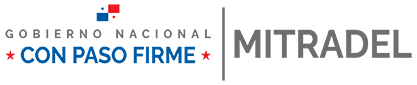 GOBIERNO NACIONAL
CON PASO FIRME
MITRADEL